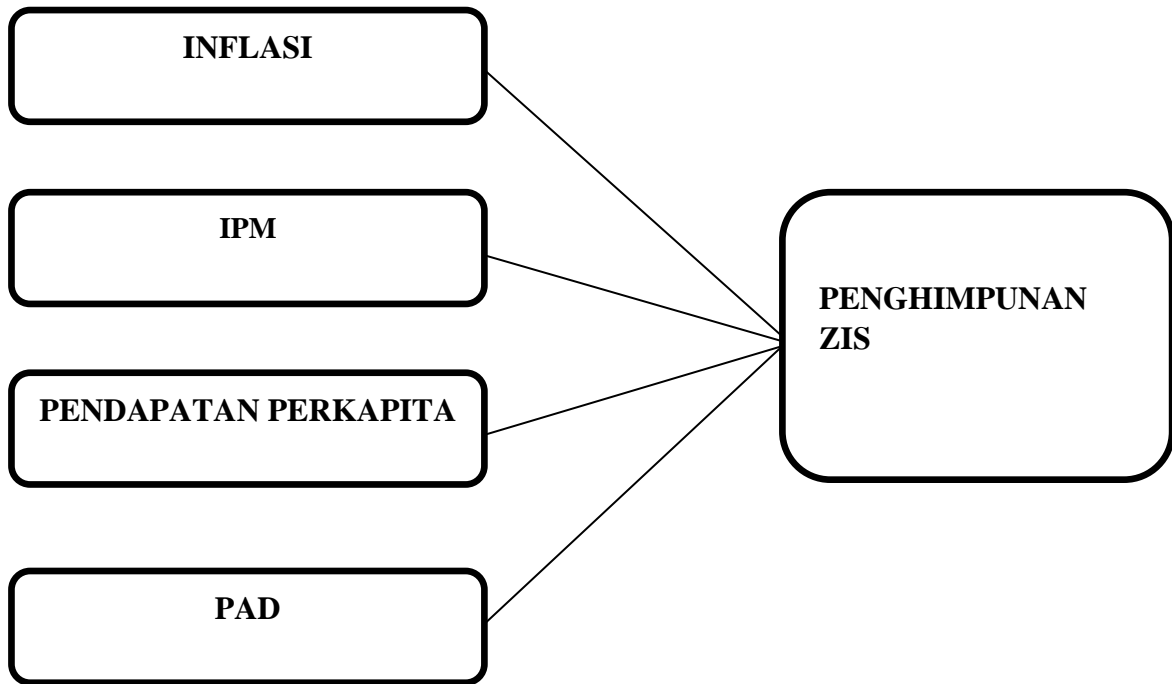 INFLASI
IPM
PENDAPATAN PERKAPITA
PAD
PENGHIMPUNAN
ZIS